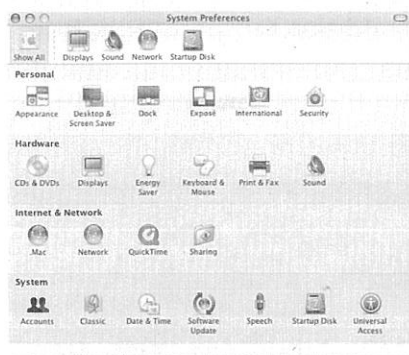 System Preferences
Show All Displays Sound Network Startup Disk
Personal
Appearance Desktop & Screen Saver Dock Exposé International Security
Hardware
CDs & DVDs Displays Energy Saver Keyboard & Mouse Print & Fax Sound
Internet & Network
.Mac Network QuickTime Sharing
System
Accounts Classic Date & Time Software Update Speech Startup Disk Universal Access